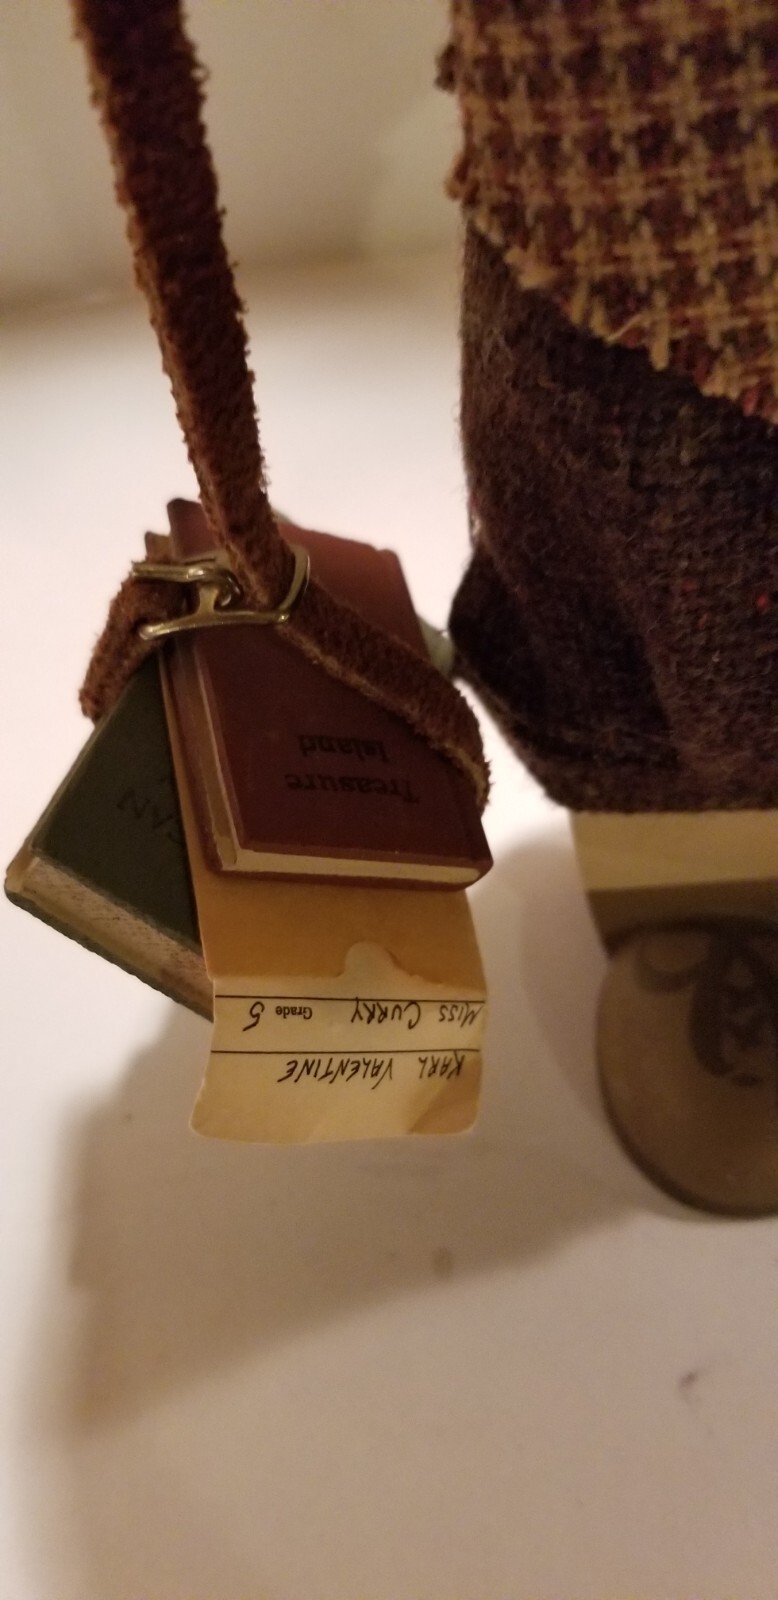 Treasure
Island
KARL VALENTINE
MISS CURRY Grade 5